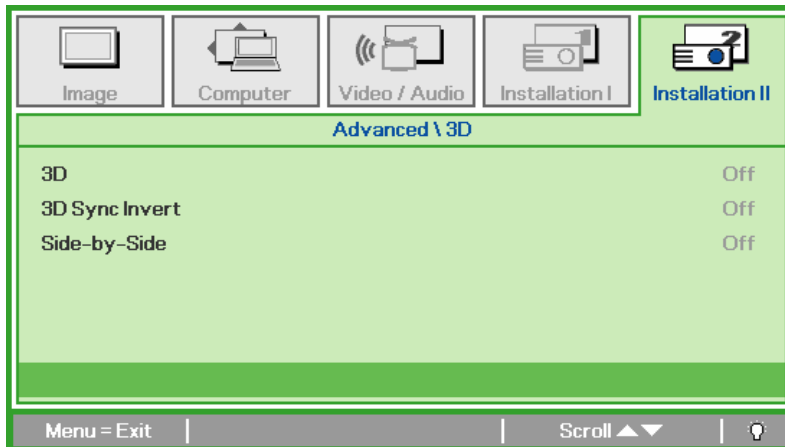 Image Computer Video / Audio Installation I Installation II
Advanced \ 3D
3D Off
3D Sync Invert Off
Side-by-Side Off
Menu = Exit Scroll